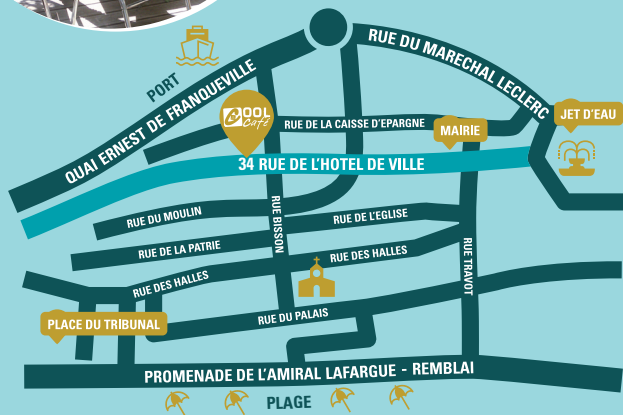 PORT
QUAI ERNEST DE FRANQUEVILLE
RUE DU MARECHAL LECLERC
COOL
Café
RUE DE LA CAISSE D'EPARGNE
MAIRIE
JET D'EAU
34 RUE DE L'HOTEL DE VILLE
RUE DU MOULIN
RUE BISSON
RUE DE L'EGLISE
RUE DE LA PATRIE
RUE DES HALLES
RUE DES HALLES
RUE TRAVOT
PLACE DU TRIBUNAL
RUE DU PALAIS
PROMENADE DE L'AMIRAL LAFARGUE - REMBLAI
PLAGE